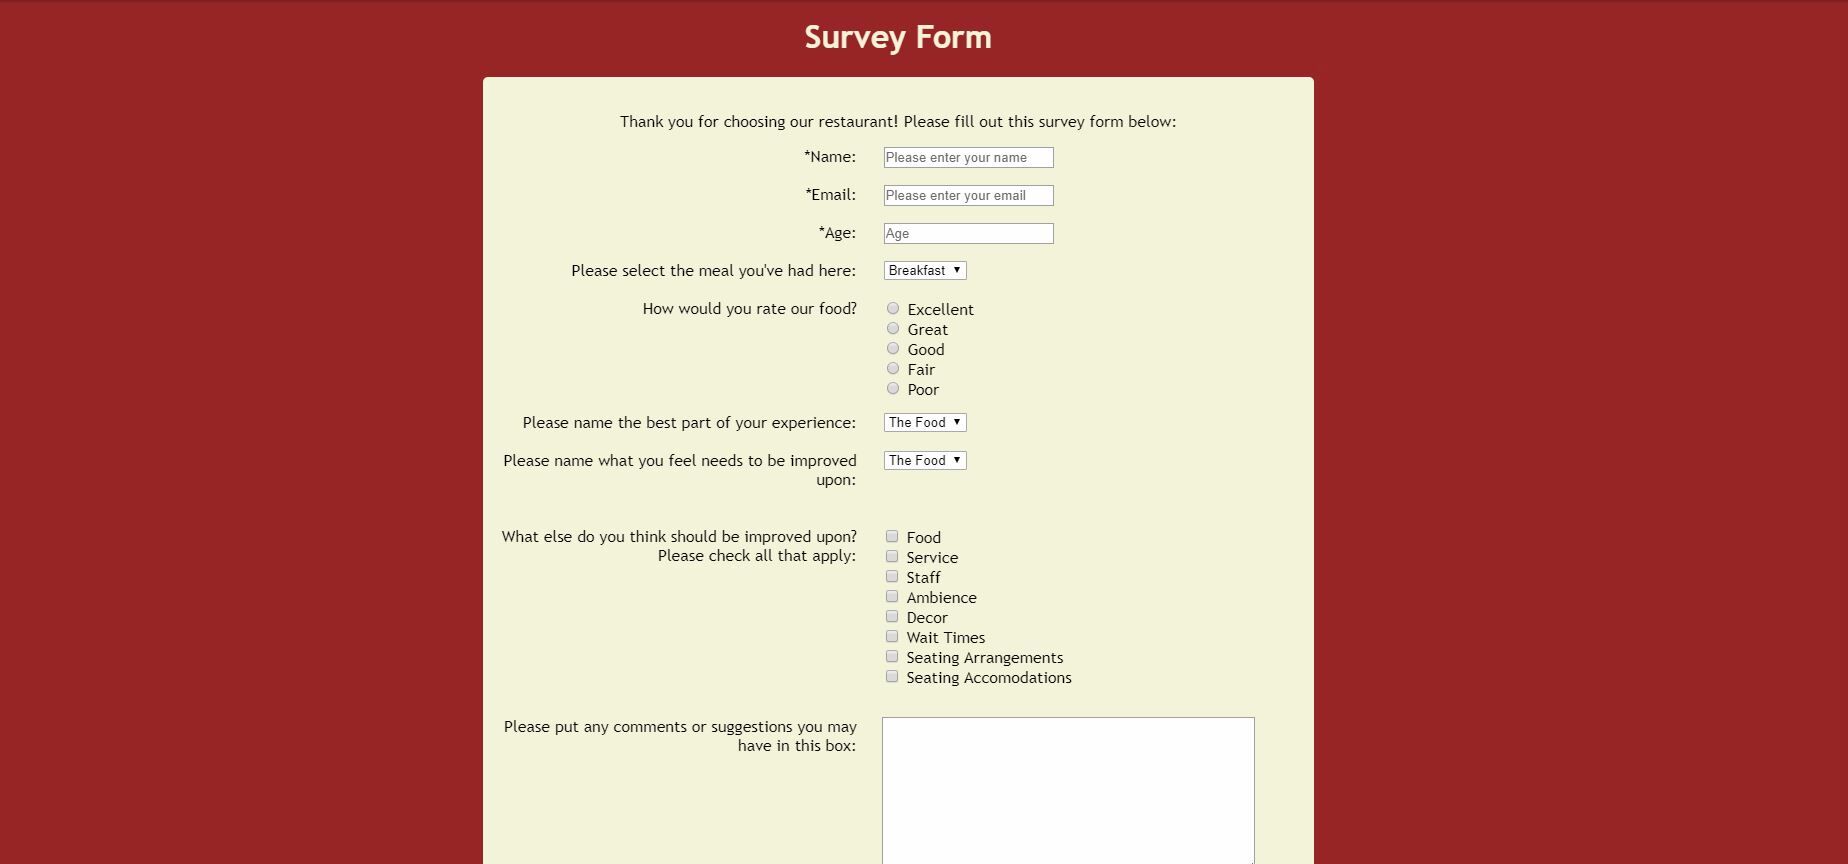 Survey Form
Thank you for choosing our restaurant! Please fill out this survey form below:
*Name: Please enter your name
*Email: Please enter your email
*Age: Age
Please select the meal you've had here: Breakfast
How would you rate our food? Excellent
Great
Good
Fair
Poor
Please name the best part of your experience: The Food
Please name what you feel needs to be improved The Food
upon:
What else do you think should be improved upon? Food
Please check all that apply: Service
Staff
Ambience
Decor
Wait Times
Seating Arrangements
Seating Accomodations
Please put any comments or suggestions you may
have in this box: